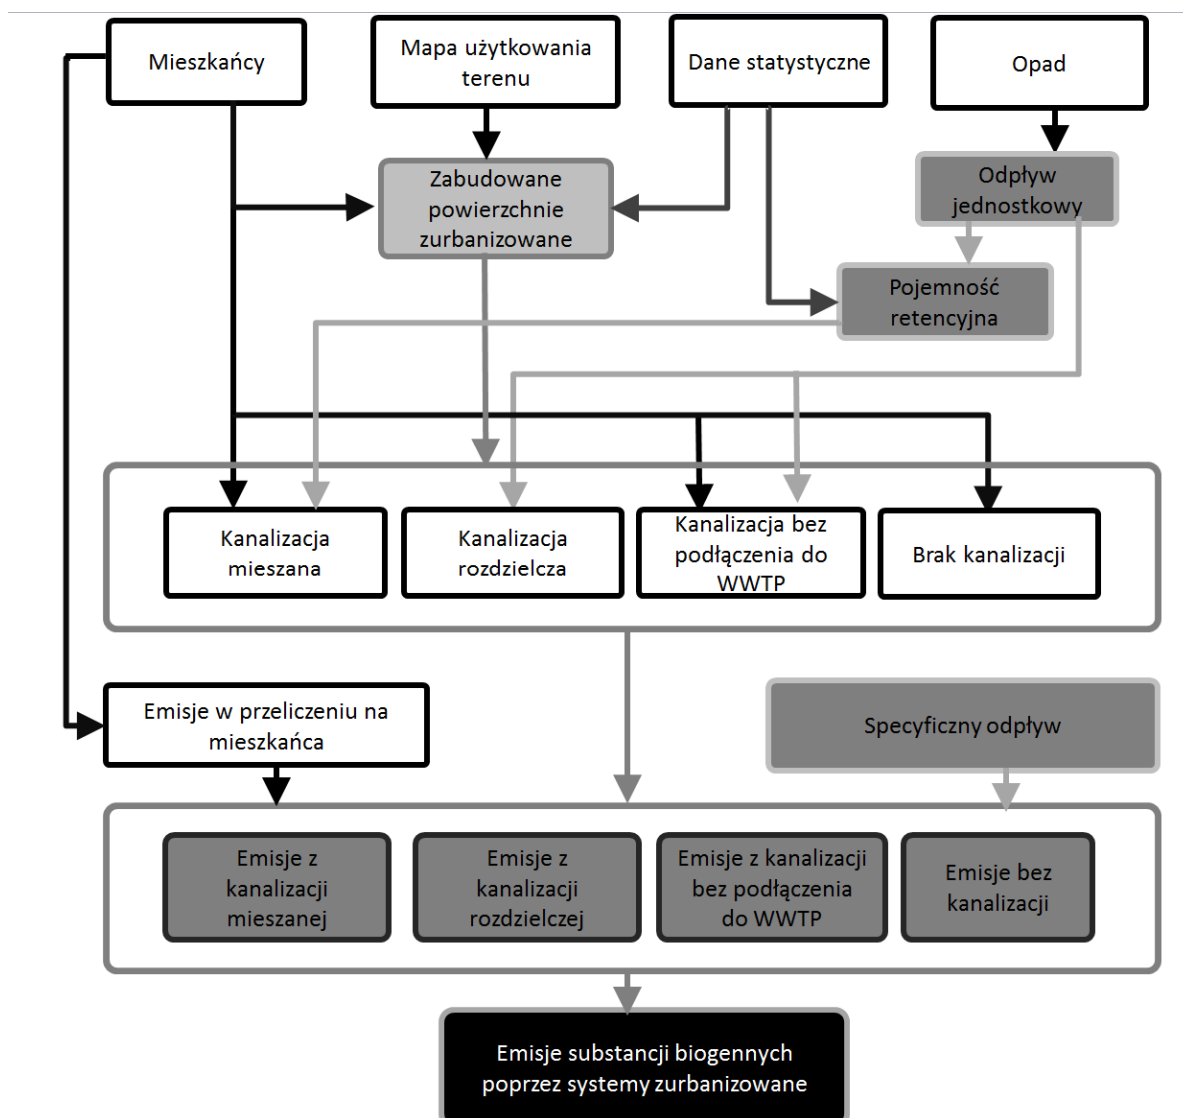 Mieszkańcy
Mapa użytkowania
terenu
Dane statystyczne
Opad
Zabudowane
powierzchnie
zurbanizowane
Odpływ
jednostkowy
Pojemność
retencyjna
Kanalizacja
mieszana
Kanalizacja
rozdzielcza
Kanalizacja bez
podłączenia do
WWTP
Brak kanalizacji
Emisje w przeliczeniu na
mieszkańca
Specyficzny odpływ
Emisje z
kanalizacji
mieszanej
Emisje z
kanalizacji
rozdzielczej
Emisje z kanalizacji
bez podłączenia
do WWTP
Emisje bez
kanalizacji
Emisje substancji biogennych
poprzez systemy zurbanizowane